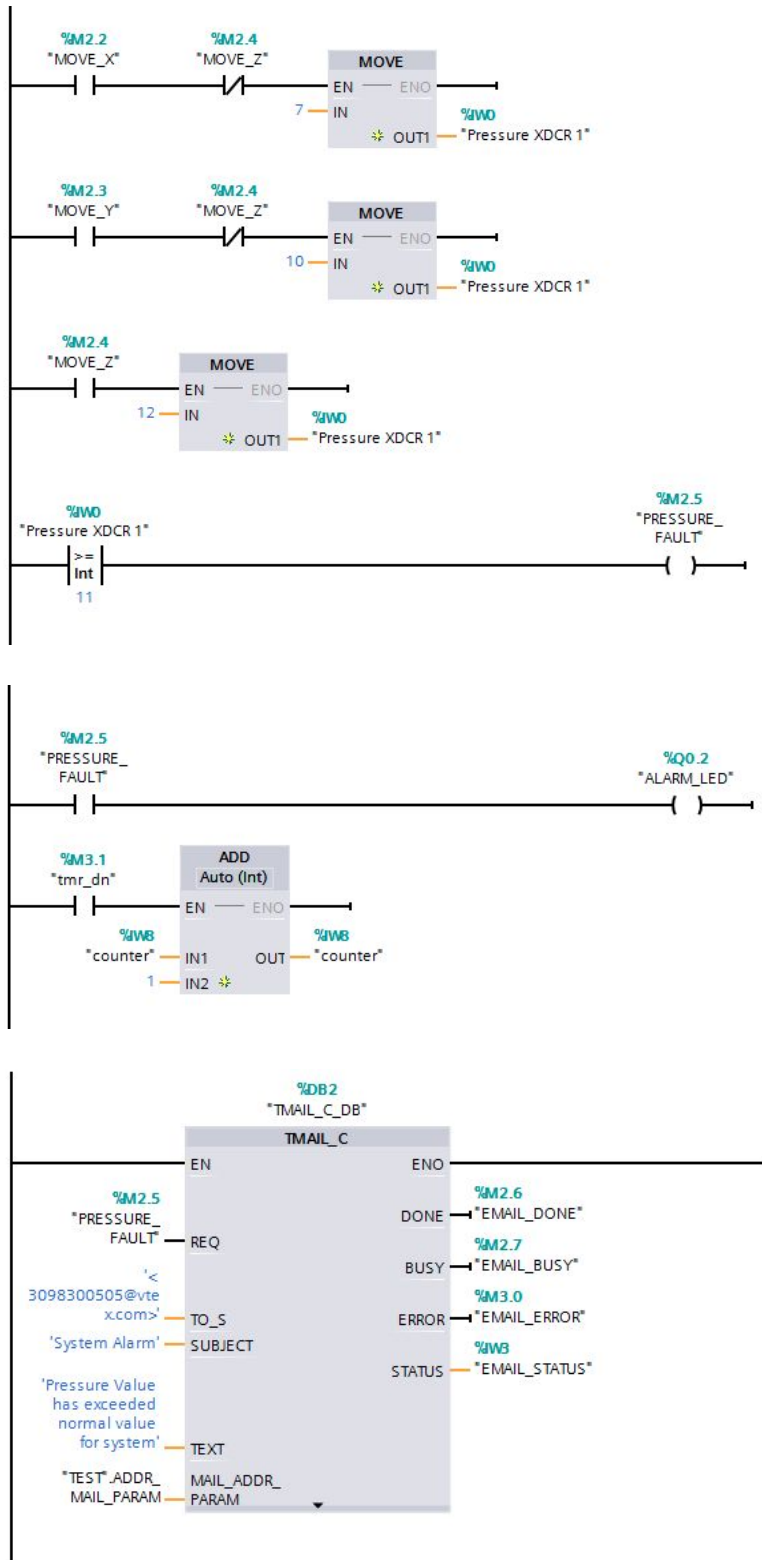 %M2.2 %M2.4
"MOVE_X" "MOVE_Z" MOVE
EN ENO
7 IN %IW0
OUT1 "Pressure XDCR 1"
%M2.3 %M2.4
"MOVE_Y" "MOVE_Z" MOVE
EN ENO
10 IN %IW0
OUT1 "Pressure XDCR 1"
%M2.4
"MOVE_Z" MOVE
EN ENO
12 IN %IW0
OUT1 "Pressure XDCR 1"
%IW0 %M2.5
"Pressure XDCR 1" "PRESSURE_
FAULT"
>=
Int
11
%M2.5
"PRESSURE_ %Q0.2
FAULT" "ALARM_LED"
%M3.1 ADD
"tmr_dn" Auto (Int)
EN ENO
%IW8 %IW8
"counter" IN1 OUT "counter"
1 IN2
%DB2
"TMAIL_C_DB"
TMAIL_C
EN ENO
%M2.5 %M2.6
"PRESSURE_ DONE "EMAIL_DONE"
FAULT" REQ
%M2.7
'< BUSY "EMAIL_BUSY"
3098300505@vte %M3.0
x.com>' TO_S ERROR "EMAIL_ERROR"
'System Alarm' SUBJECT %IW3
STATUS "EMAIL_STATUS"
'Pressure Value
has exceeded
normal value
for system' TEXT
"TEST".ADDR_ MAIL_ADDR_
MAIL_PARAM PARAM